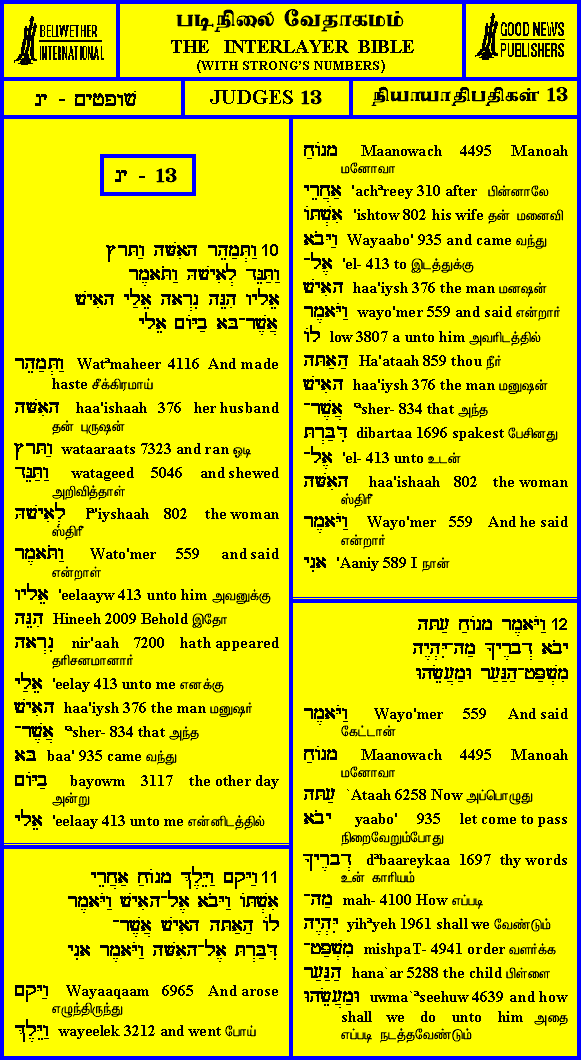 BELLWETHER
INTERNATIONAL
படிநிலை வேதாகமம்
THE INTERLAYER BIBLE
(WITH STRONG'S NUMBERS)
GOOD NEWS
PUBLISHERS
שׁוֹפטים - יג
JUDGES 13
நியாயாதிபதிகள் 13
יג - 13
10 וַתְּמַהֵר הָאִשָּׁה וַתָּרָץ
וַתַּגֵּד לְאִישָׁהּ וַתֹּאמֶר
אֵלָיו הִנֵּה נִרְאָה אֵלַי הָאִישׁ
אֲשֶׁר־בָּא בַיּוֹם אֵלָי
וַתְּמַהֵר Watªmaheer 4116 And made
haste சீக்கிரமாய்
הָאִשָּׁה haa'ishaah 376 her husband
தன் புருஷன்
וַתָּרָץ wataaraats 7323 and ran ஓடி
וַתַּגֵּד watageed 5046 and shewed
அறிவித்தாள்
לְאִישָׁהּ lª'iyshaah 802 the woman
ஸ்திரீ
וַתֹּאמֶר Wato'mer 559 and said
என்றாள்
אֵלָיו 'eelaayw 413 unto him அவனுக்கு
הִנֵּה Hineeh 2009 Behold இதோ
נִרְאָה nir'aah 7200 hath appeared
தரிசனமானார்
אֵלַי 'eelay 413 unto me எனக்கு
הָאִישׁ haa'iysh 376 the man மனுஷர்
אֲשֶׁר־ ªsher- 834 that அந்த
בָּא baa' 935 came வந்து
בַיּוֹם bayowm 3117 the other day
அன்று
אֵלָי 'eelaay 413 unto me என்னிடத்தில்
11 וַיָּקָם וַיֵּלֶךְ מָנוֹחַ אַחֲרֵי
אִשְׁתּוֹ וַיָּבֹא אֶל־הָאִישׁ וַיֹּאמֶר
לוֹ הַאַתָּה הָאִישׁ אֲשֶׁר־
דִּבַּרְתָּ אֶל־הָאִשָּׁה וַיֹּאמֶר אָנִי
וַיָּקָם Wayaaqaam 6965 And arose
எழுந்திருந்து
וַיֵּלֶךְ wayeelek 3212 and went போய்
מָנוֹחַ Maanowach 4495 Manoah
மனோவா
אַחֲרֵי 'achªreey 310 after பின்னாலே
אִשְׁתּוֹ 'ishtow 802 his wife தன் மனைவி
וַיָּבֹא Wayaabo' 935 and came வந்து
אֶל־ 'el- 413 to இடத்துக்கு
הָאִישׁ haa'iysh 376 the man மனஷன்
וַיֹּאמֶר wayo'mer 559 and said என்றார்
לוֹ low 3807 a unto him அவரிடத்தில்
הַאַתָּה Ha'ataah 859 thou நீர்
הָאִישׁ haa'iysh 376 the man மனுஷன்
אֲשֶׁר־ ªsher- 834 that அந்த
דִּבַּרְתָּ dibartaa 1696 spakest பேசினது
אֶל־ 'el- 413 unto உடன்
הָאִשָּׁה haa'ishaah 802 the woman
ஸ்திரீ
וַיֹּאמֶר Wayo'mer 559 And he said
என்றார்
אָנִי 'Aaniy 589 I நான்
12 וַיֹּאמֶר מָנוֹחַ עַתָּה
יָבֹא דְבָרֶיךָ מַה־יִּהְיֶה
מִשְׁפַּט־הַנַּעַר וּמַעֲשֵׂהוּ
וַיֹּאמֶר Wayo'mer 559 And said
கேட்டான்
מָנוֹחַ Maanowach 4495 Manoah
மனோவா
עַתָּה `Ataah 6258 Now அப்பொழுது
יָבֹא yaabo' 935 let come to pass
நிறைவேறும்போது
דְבָרֶיךָ dªbaareykaa 1697 thy words
உன் காரியம்
מַה־ mah- 4100 How எப்படி
יִּהְיֶה yihªyeh 1961 shall we வேண்டும்
מִשְׁפַּט־ mishpaT- 4941 order வளர்க்க
הַנַּעַר hana`ar 5288 the child பிள்ளை
וּמַעֲשֵׂהוּ uwma`ªseehuw 4639 and how
shall we do unto him அதை
எப்படி நடத்தவேண்டும்